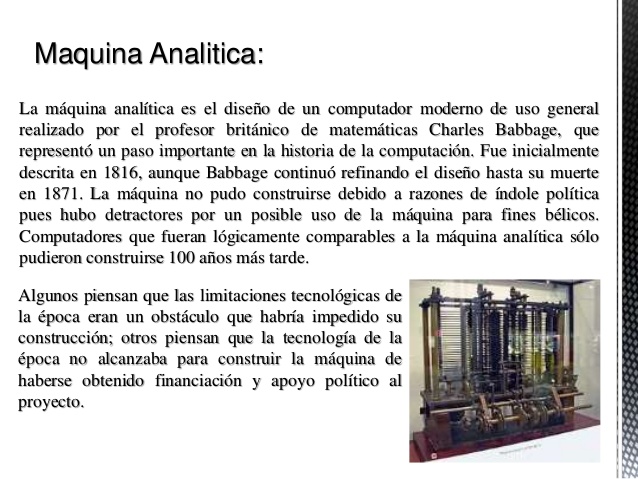 Maquina Analitica:
La máquina analítica es el diseño de un computador moderno de uso general
realizado por el profesor británico de matemáticas Charles Babbage, que
representó un paso importante en la historia de la computación. Fue inicialmente
descrita en 1816, aunque Babbage continuó refinando el diseño hasta su muerte
en 1871. La máquina no pudo construirse debido a razones de índole política
pues hubo detractores por un posible uso de la máquina para fines bélicos.
Computadores que fueran lógicamente comparables a la máquina analítica sólo
pudieron construirse 100 años más tarde.
Algunos piensan que las limitaciones tecnológicas de
la época eran un obstáculo que habría impedido su
construcción; otros piensan que la tecnología de la
época no alcanzaba para construir la máquina de
haberse obtenido financiación y apoyo político al
proyecto.